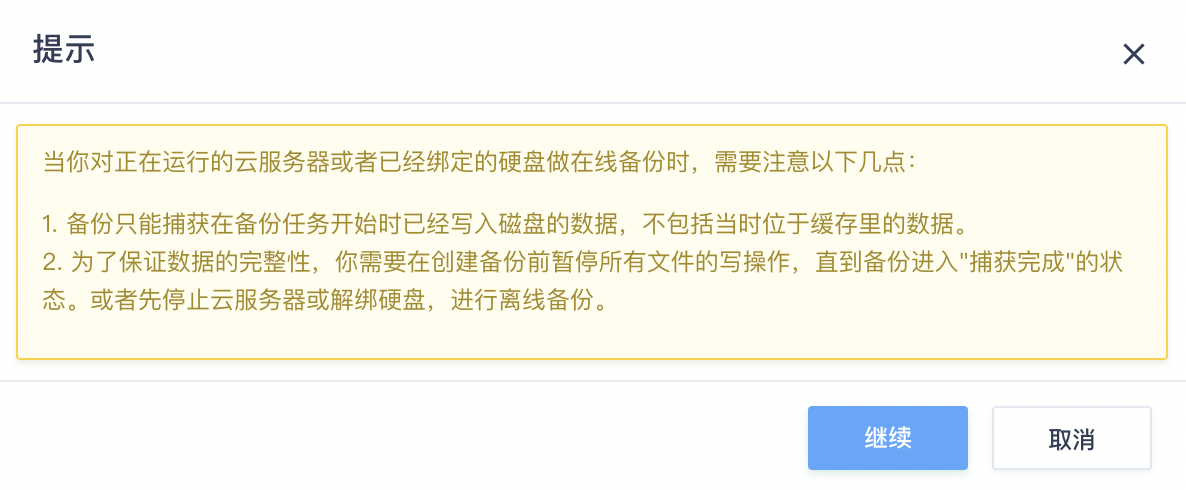 提示
当你对正在运行的云服务器或者已经绑定的硬盘做在线备份时，需要注意以下几点：
1. 备份只能捕获在备份任务开始时已经写入磁盘的数据，不包括当时位于缓存里的数据。
2. 为了保证数据的完整性，你需要在创建备份前暂停所有文件的写操作，直到备份进入"捕获完成"的状
态。或者先停止云服务器或解绑硬盘，进行离线备份。
继续
取消